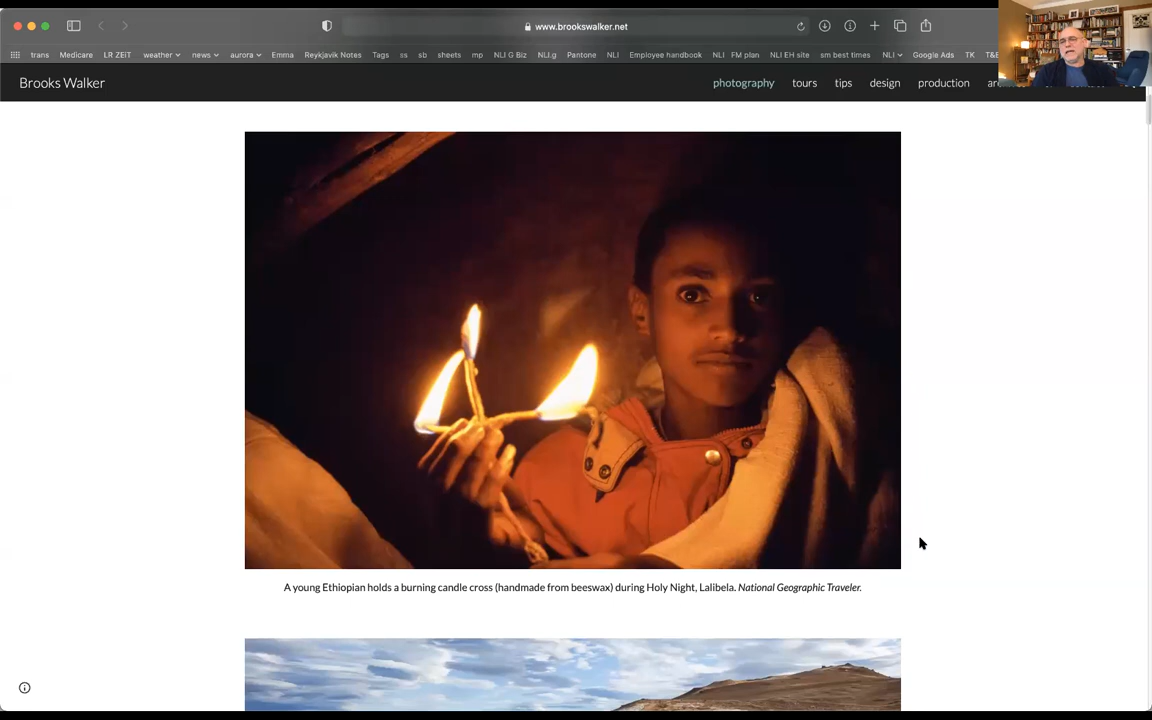 www.brookswalker.net
trans Medicare LR ZEIT weather news aurora Emma Reykjavik Notes Tags ss sb sheets mp NLI G Biz NLI.g Pantone NLI Employee handbook NLI FM plan NLI EH site sm best times NLI Google Ads TK
Brooks Walker photography tours tips design production
A young Ethiopian holds a burning candle cross (handmade from beeswax) during Holy Night, Lalibela. National Geographic Traveler.